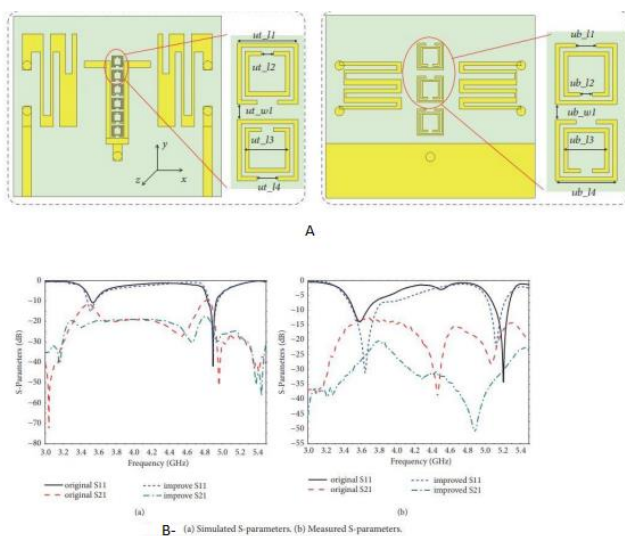 ut_l1
ut_l2
ut_w1
ut_l3
ut_l4
y
x
z
ub_l1
ub_l2
ub_w1
ub_l3
ub_l4
A
S-Parameters (dB)
0
−10
−20
−30
−40
−50
−60
−70
−80
3.0 3.2 3.4 3.6 3.8 4.0 4.2 4.4 4.6 4.8 5.0 5.2 5.4
Frequency (GHz)
original S11
improve S11
original S21
improve S21
(a)
S-Parameters (dB)
0
−5
−10
−15
−20
−25
−30
−35
−40
−45
−50
−55
3.0 3.2 3.4 3.6 3.8 4.0 4.2 4.4 4.6 4.8 5.0 5.2 5.4
Frequency (GHz)
original S11
improved S11
original S21
improved S21
(b)
B- (a) Simulated S-parameters. (b) Measured S-parameters.